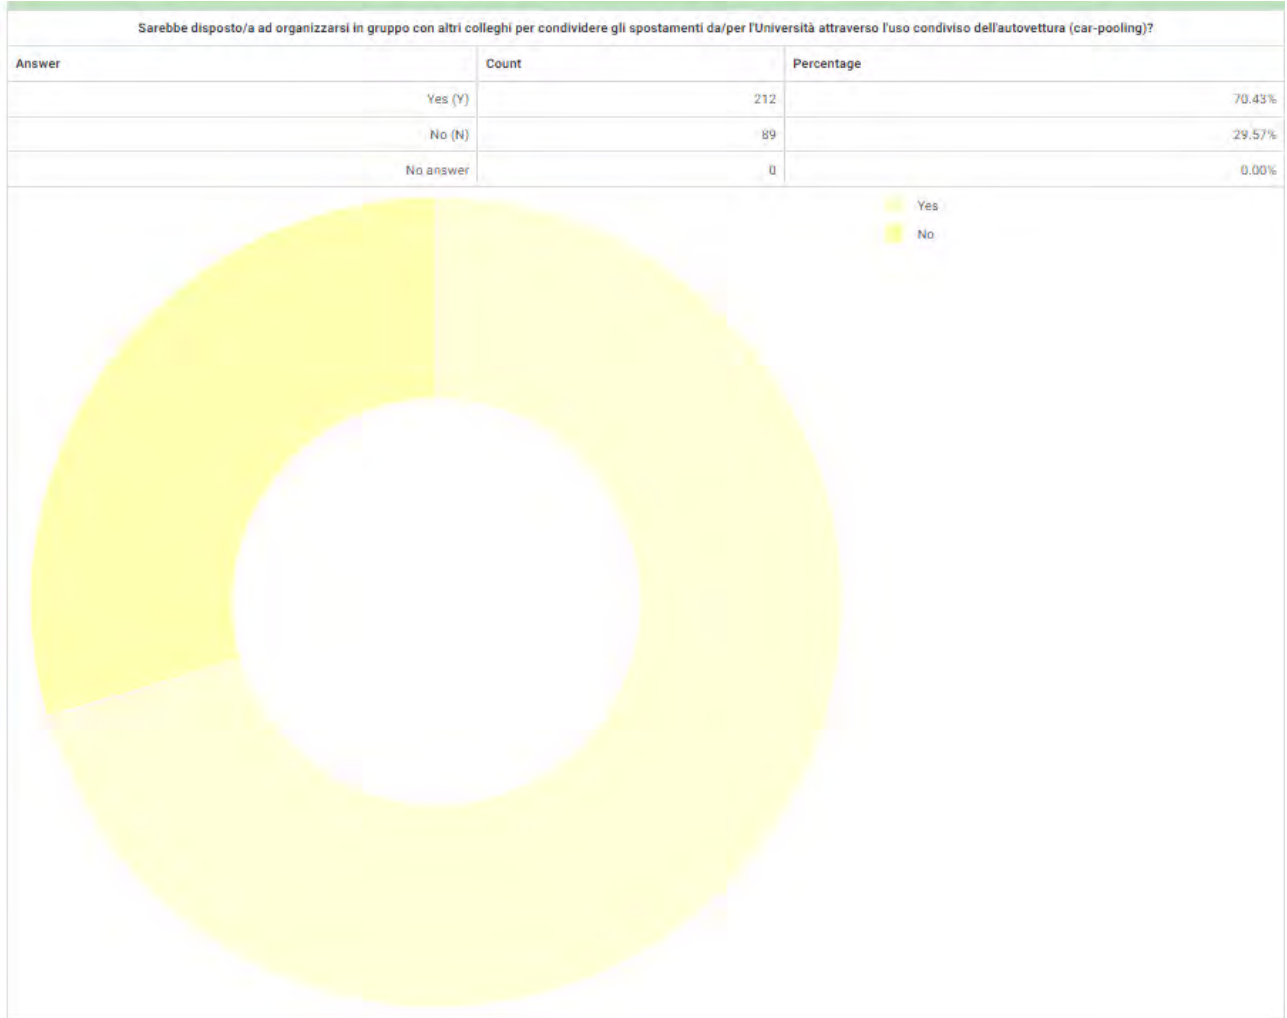 Sarebbe disposto/a ad organizzarsi in gruppo con altri colleghi per condividere gli spostamenti da/per l'Università attraverso l'uso condiviso dell'autovettura (car-pooling)?
Answer Count Percentage
Yes (Y) 212 70.43%
No (N) 89 29.57%
No answer 0 0.00%
Yes
No